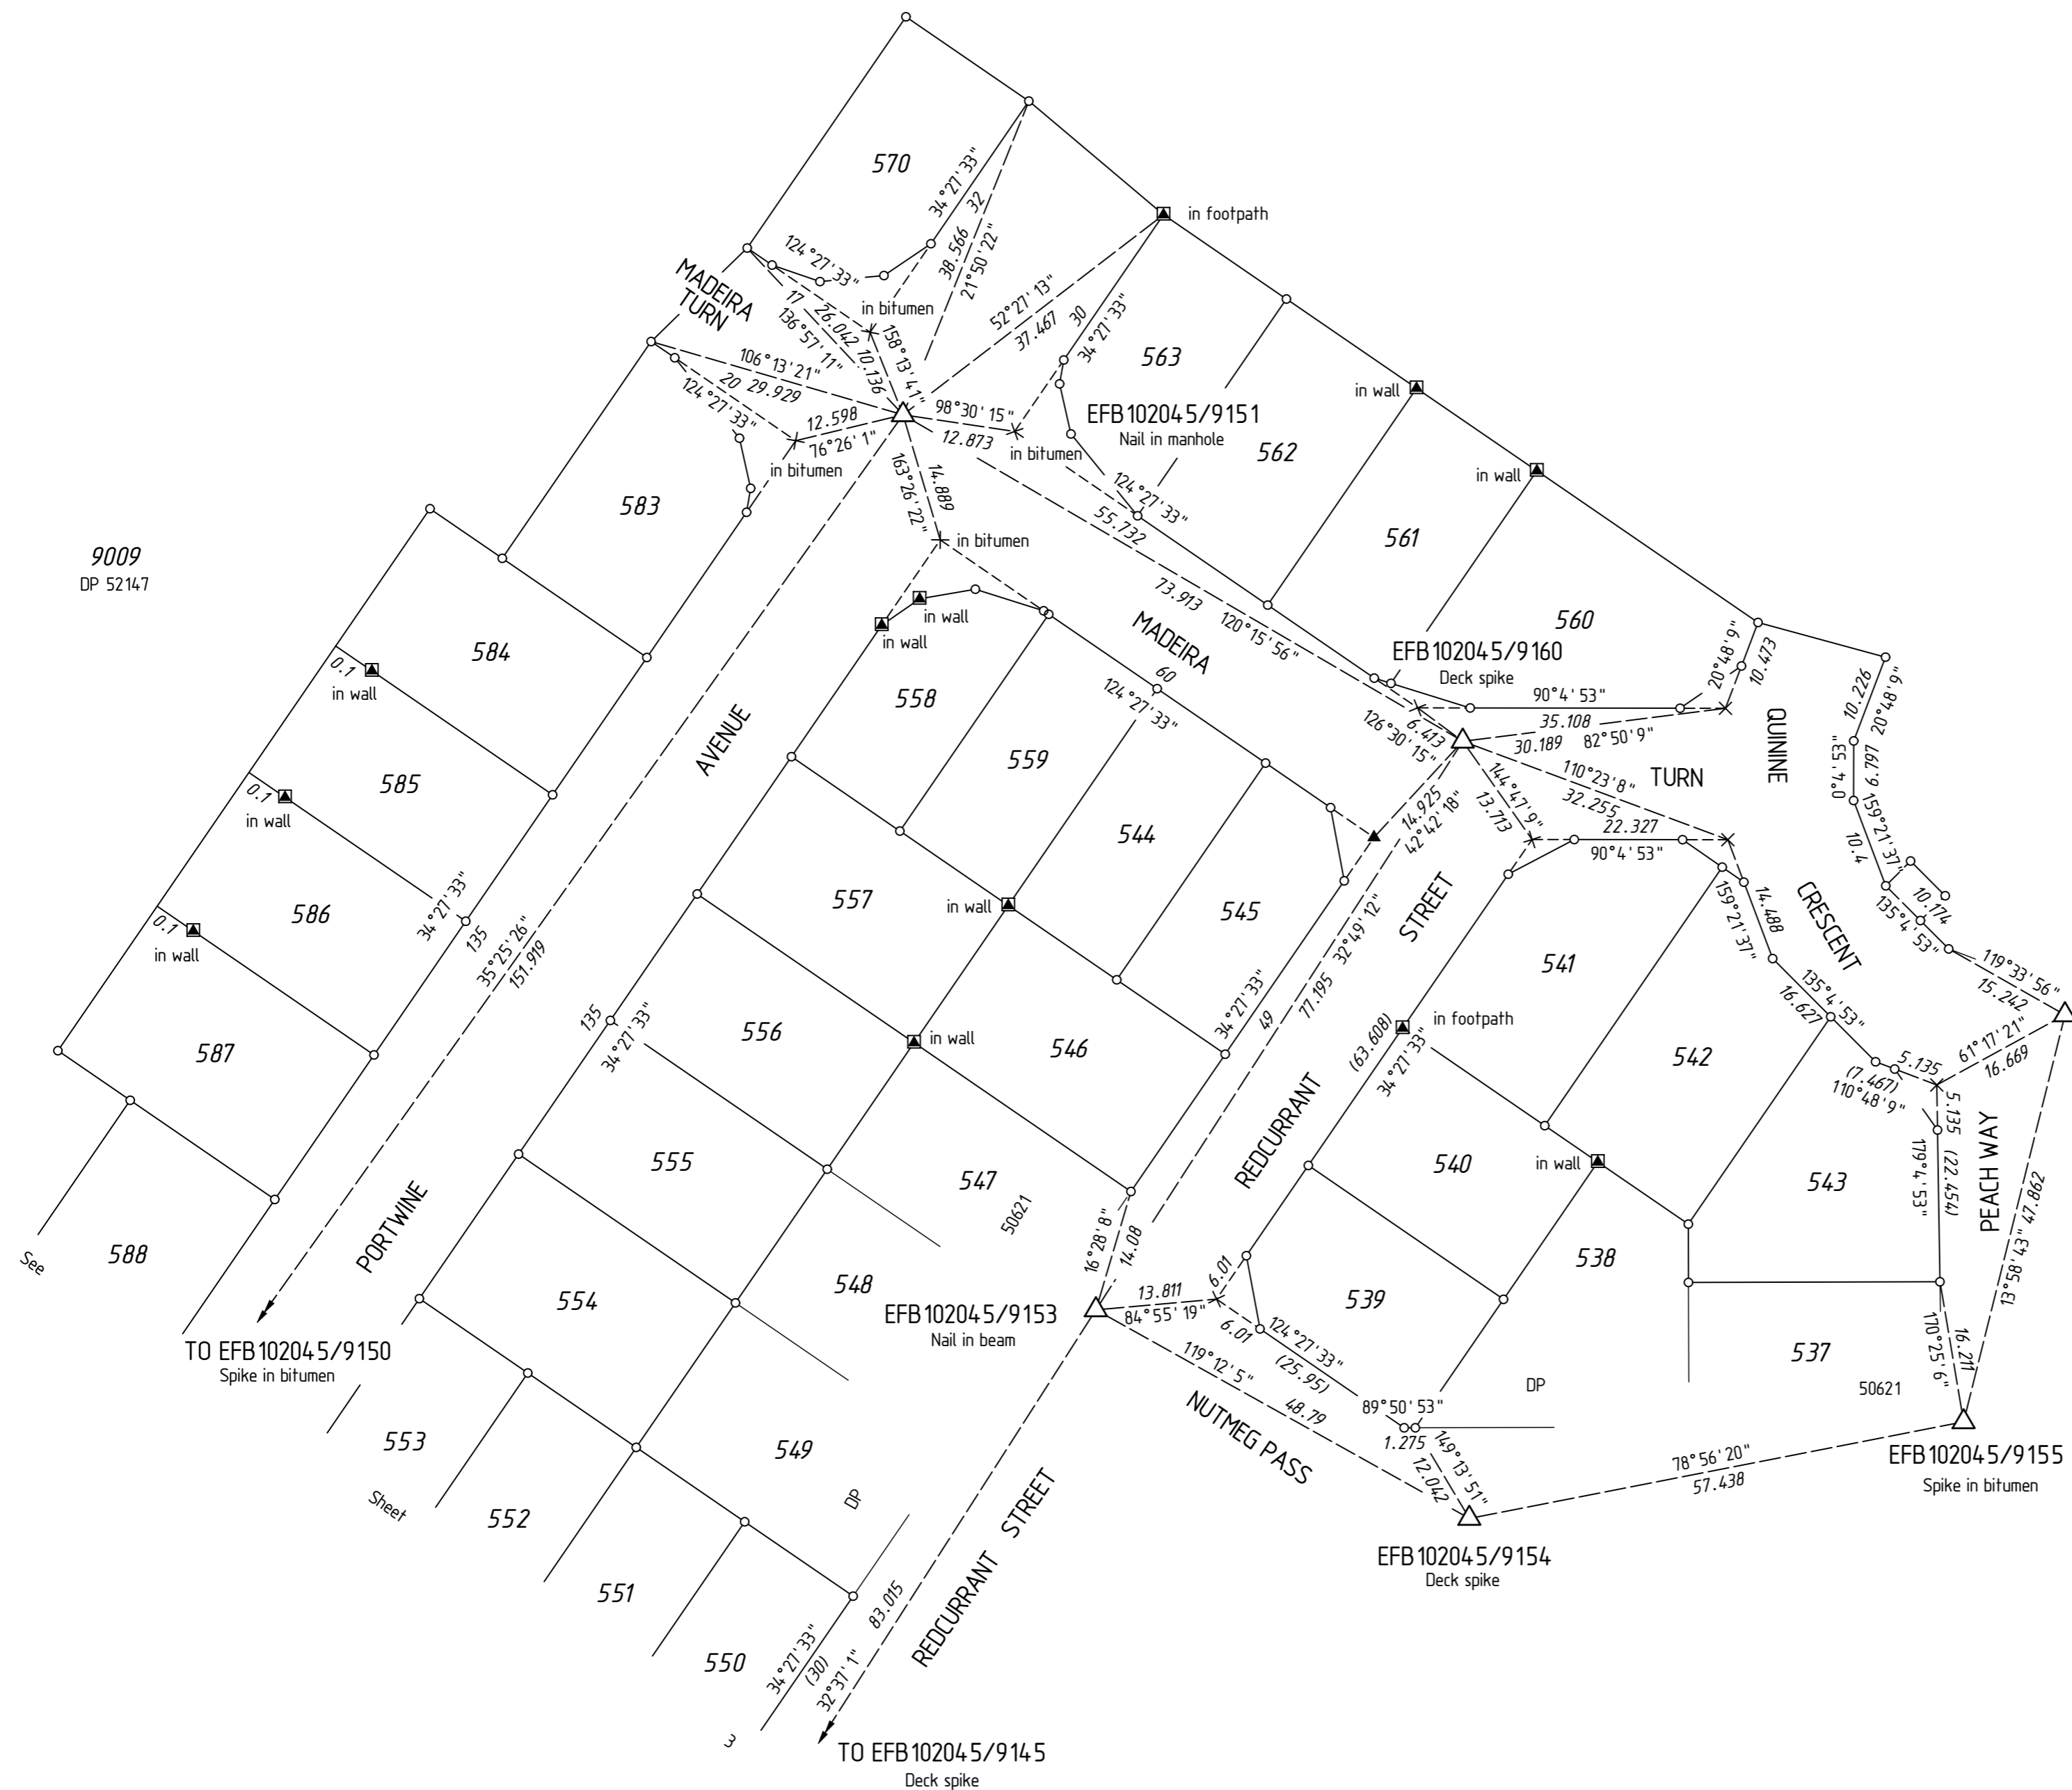 570
34°27'33"
32
38.566
21°50'22"
in footpath
124°27'33"
MADEIRA
TURN
17
26.042
136°57'11"
in bitumen
158°13'41"
10.136
52°27'13"
37.467
30
34°27'33"
106°13'21"
20
29.929
124°27'33"
12.598
76°26'1"
in bitumen
98°30'15"
12.873
in bitumen
563
EFB102045/9151
Nail in manhole
in wall
562
in wall
163°26'22"
14.889
583
124°27'33"
55.732
561
in bitumen
9009
DP 52147
73.913
120°15'56"
in wall
in wall
MADEIRA
560
EFB102045/9160
Deck spike
20°48'9"
10.473
584
0.1
in wall
558
60
124°27'33"
90°4'53"
35.108
30.189
82°50'9"
126°30'15"
6.413
QUINNE
10.226
20°48'9"
0°4'53"
6.797
AVENUE
559
585
0.1
in wall
TURN
110°23'8"
32.255
144°47'9"
13.713
14.925
42°42'18"
159°21'37"
10.4
544
22.327
90°4'53"
34°27'33"
135
586
0.1
in wall
557
in wall
545
STREET
14.488
159°21'37"
CRESCENT
10.174
135°4'53"
541
35°25'26"
151.919
32°49'12"
77.195
34°27'33"
49
119°33'56"
15.242
135°4'53"
16.627
in footpath
(63.608)
34°27'33"
587
135
34°27'33"
556
in wall
546
542
61°17'21"
16.669
5.135
(7.467)
110°48'9"
REDCURRANT
540
in wall
5.135
(22.454)
179°4'53"
PEACH WAY
543
555
547
50621
PORTWINE
See
588
16°28'8"
14.08
538
13°58'43"
47.862
554
548
EFB102045/9153
Nail in beam
13.811
84°55'19"
6.01
6.01
539
124°27'33"
(25.95)
TO EFB102045/9150
Spike in bitumen
119°12'5"
48.79
537
170°25'6"
16.211
DP
50621
89°50'53"
1.275
149°13'51"
12.042
NUTMEG PASS
553
549
78°56'20"
57.438
EFB102045/9155
Spike in bitumen
Sheet
552
DP
STREET
EFB102045/9154
Deck spike
551
83.015
REDCURRANT
550
34°27'33"
(30)
32°37'1"
3
TO EFB102045/9145
Deck spike